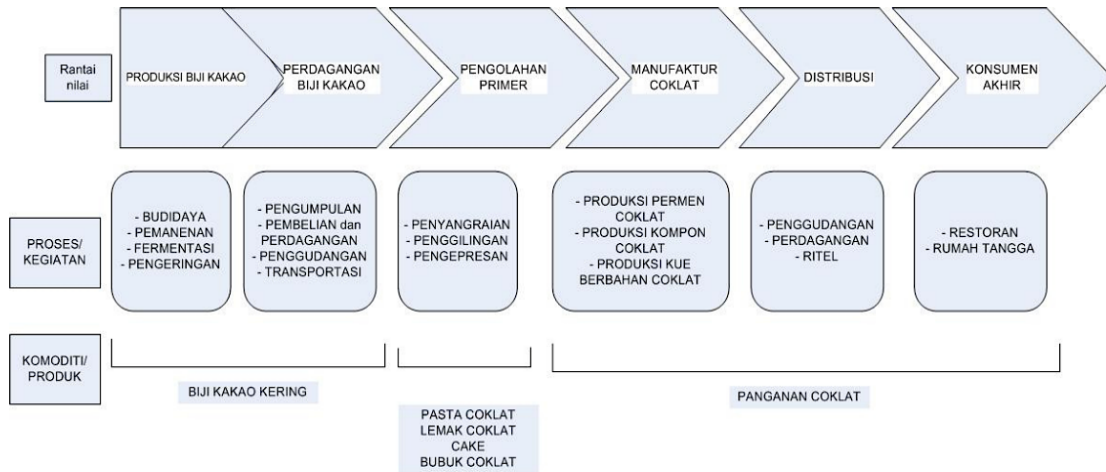 Rantai
nilai
PRODUKSI BIJI KAKAO
PERDAGANGAN
BIJI KAKAO
PENGOLAHAN
PRIMER
MANUFAKTUR
COKLAT
DISTRIBUSI
KONSUMEN
AKHIR
PROSES/
KEGIATAN
- BUDIDAYA
- PEMANENAN
- FERMENTASI
- PENGERINGAN
- PENGUMPULAN
- PEMBELIAN dan
PERDAGANGAN
- PENGGUDANGAN
- TRANSPORTASI
- PENYANGRAIAN
- PENGGILINGAN
- PENGEPRESAN
- PRODUKSI PERMEN
COKLAT
- PRODUKSI KOMPON
COKLAT
- PRODUKSI KUE
BERBAHAN COKLAT
- PENGGUDANGAN
- PERDAGANGAN
- RITEL
- RESTORAN
- RUMAH TANGGA
KOMODITI/
PRODUK
BIJI KAKAO KERING
PASTA COKLAT
LEMAK COKLAT
CAKE
BUBUK COKLAT
PANGANAN COKLAT